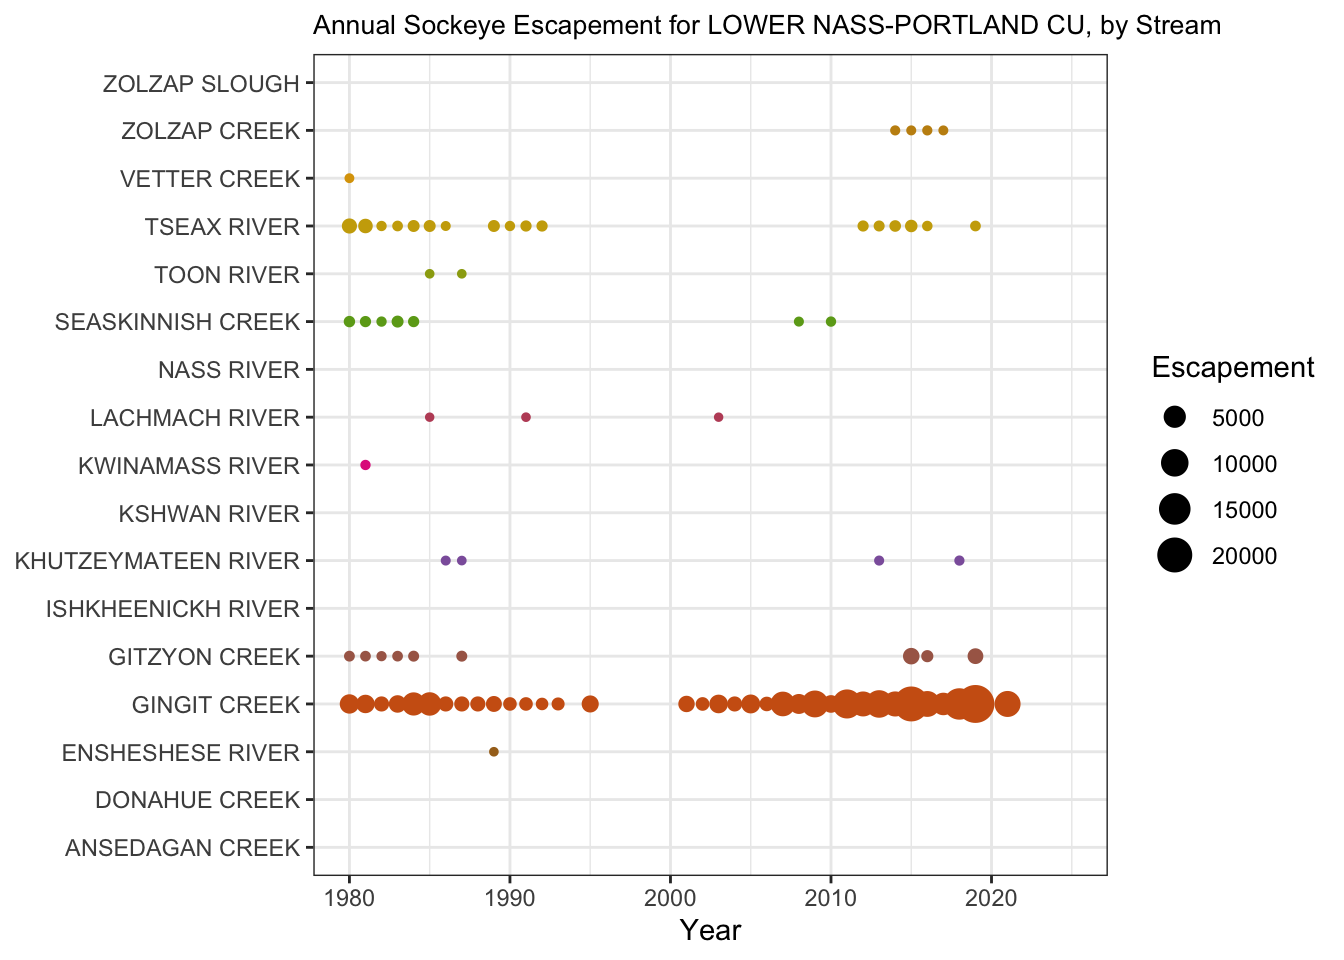 Annual Sockeye Escapement for LOWER NASS-PORTLAND CU, by Stream
ZOLZAP SLOUGH
ZOLZAP CREEK
VETTER CREEK
TSEAX RIVER
TOON RIVER
SEASKINNISH CREEK
NASS RIVER
LACHMACH RIVER
KWINAMASS RIVER
KSHWAN RIVER
KHUTZEYMATEEN RIVER
ISHKHEENICKH RIVER
GITZYON CREEK
GINGIT CREEK
ENSHESHESE RIVER
DONAHUE CREEK
ANSEDAGAN CREEK
1980 1990 2000 2010 2020
Year
Escapement
5000
10000
15000
20000